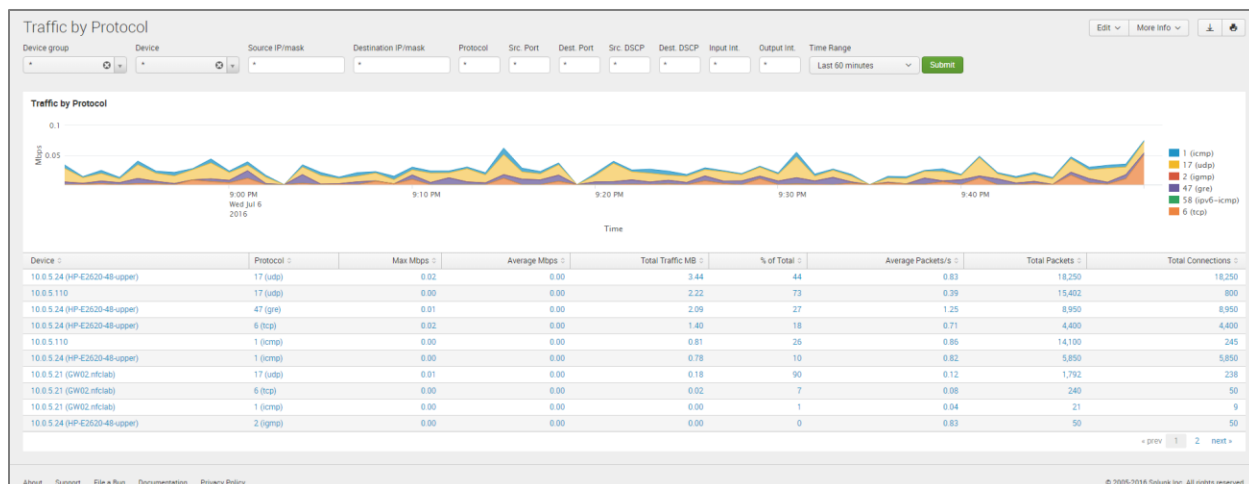 Traffic by Protocol
Edit More Info
Device group Device Source IP/mask Destination IP/mask Protocol Src. Port Dest. Port Src. DSCP Dest. DSCP Input Int. Output Int. Time Range
* * * * * * * * * * * Last 60 minutes Submit
Traffic by Protocol
0.1
0.05
Mbps
1 (icmp)
17 (udp)
2 (igmp)
47 (gre)
58 (ipv6-icmp)
6 (tcp)
9:00 PM 9:10 PM 9:20 PM 9:30 PM 9:40 PM
Wed Jul 6
2016
Time
Device Protocol Max Mbps Average Mbps Total Traffic MB % of Total Average Packets/s Total Packets Total Connections
10.0.5.24 (HP-E2620-48-upper) 17 (udp) 0.02 0.00 3.44 44 0.83 18,250 18,250
10.0.5.110 17 (udp) 0.00 0.00 2.22 73 0.39 15,402 800
10.0.5.24 (HP-E2620-48-upper) 47 (gre) 0.01 0.00 2.09 27 1.25 8,950 8,950
10.0.5.24 (HP-E2620-48-upper) 6 (tcp) 0.02 0.00 1.40 18 0.71 4,400 4,400
10.0.5.110 1 (icmp) 0.00 0.00 0.81 26 0.86 14,100 245
10.0.5.24 (HP-E2620-48-upper) 1 (icmp) 0.00 0.00 0.78 10 0.82 5,850 5,850
10.0.5.21 (GW02.nfclab) 17 (udp) 0.01 0.00 0.18 90 0.12 1,792 238
10.0.5.21 (GW02.nfclab) 6 (tcp) 0.00 0.00 0.02 7 0.08 240 50
10.0.5.21 (GW02.nfclab) 1 (icmp) 0.00 0.00 0.00 1 0.04 21 9
10.0.5.24 (HP-E2620-48-upper) 2 (igmp) 0.00 0.00 0.00 0 0.83 50 50
« prev 1 2 next »
About Support File a Bug Documentation Privacy Policy © 2005-2016 Splunk Inc. All rights reserved.